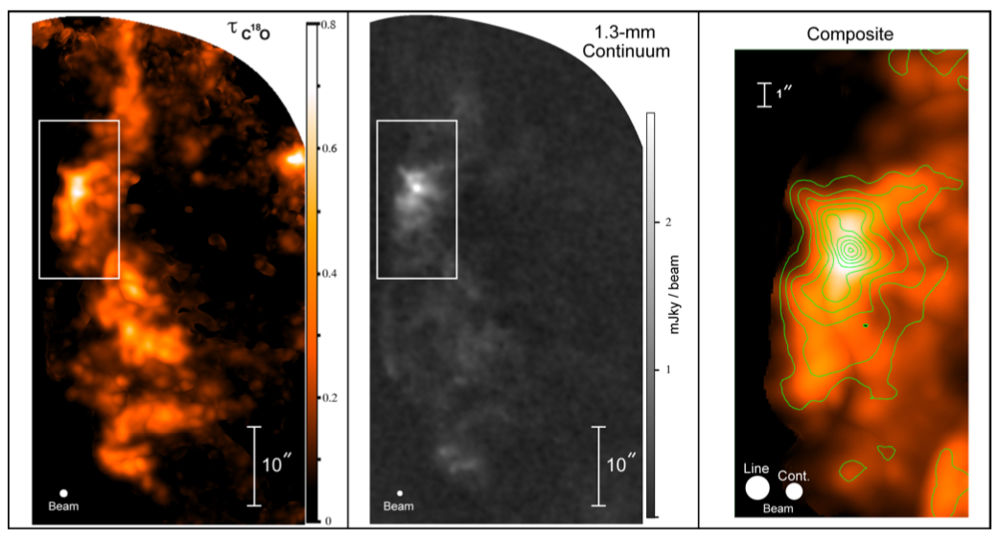 τ C¹⁸O
0.8
0.6
0.4
0.2
0
10″
Beam
1.3-mm
Continuum
2
1
mJky / beam
10″
Beam
Composite
1″
Line
Cont.
Beam